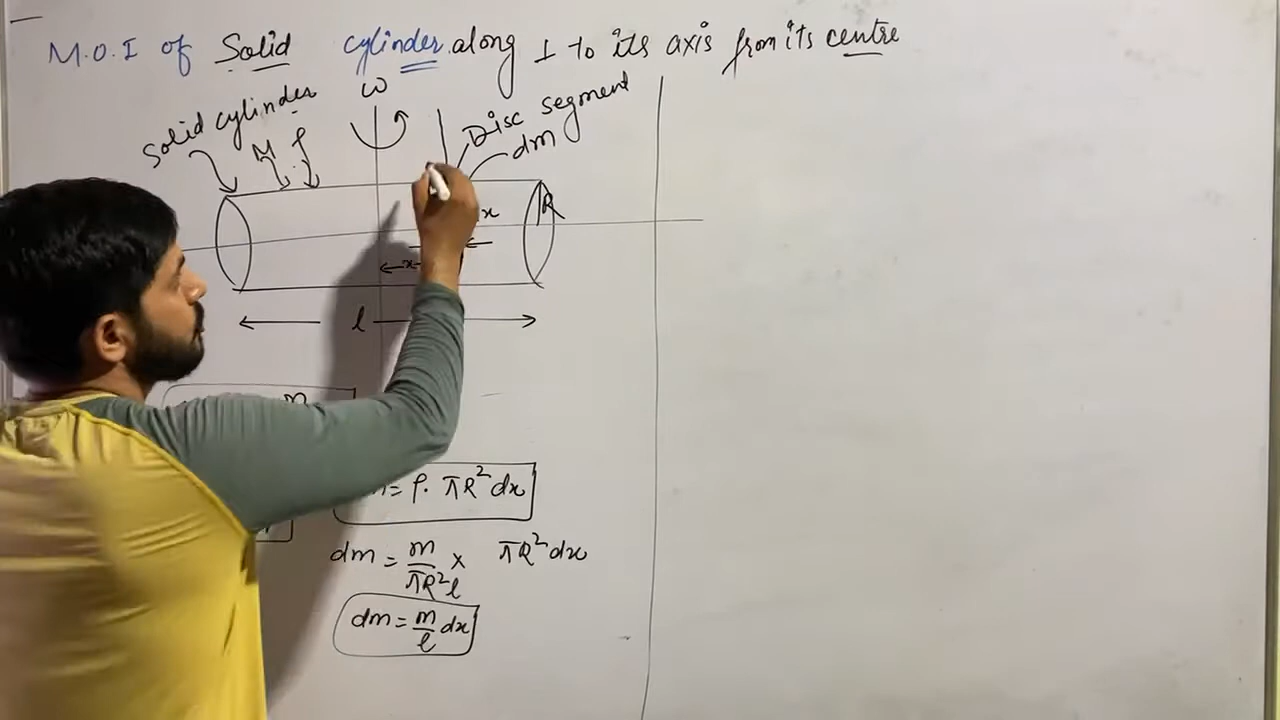 M.O.I of Solid cylinder along ⊥ to its axis from its centre
ω
Solid cylinder
M ρ
Disc segment
dm
x
R
x
l
m
= ρ. πR² dx
dm = m/πR²l × πR² dx
dm = m/l dx